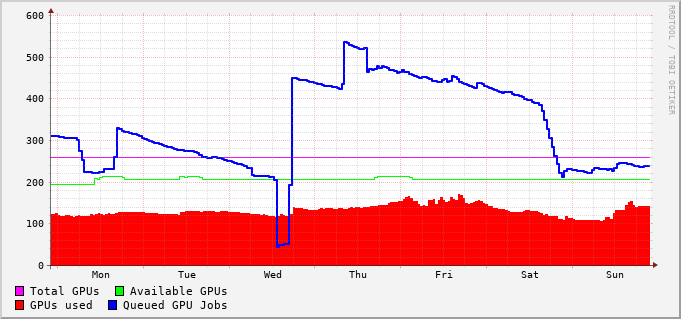 600
500
400
300
200
100
0
Mon Tue Wed Thu Fri Sat Sun
Total GPUs Available GPUs
GPUs used Queued GPU Jobs
RRDTOOL / TOBI OETIKER